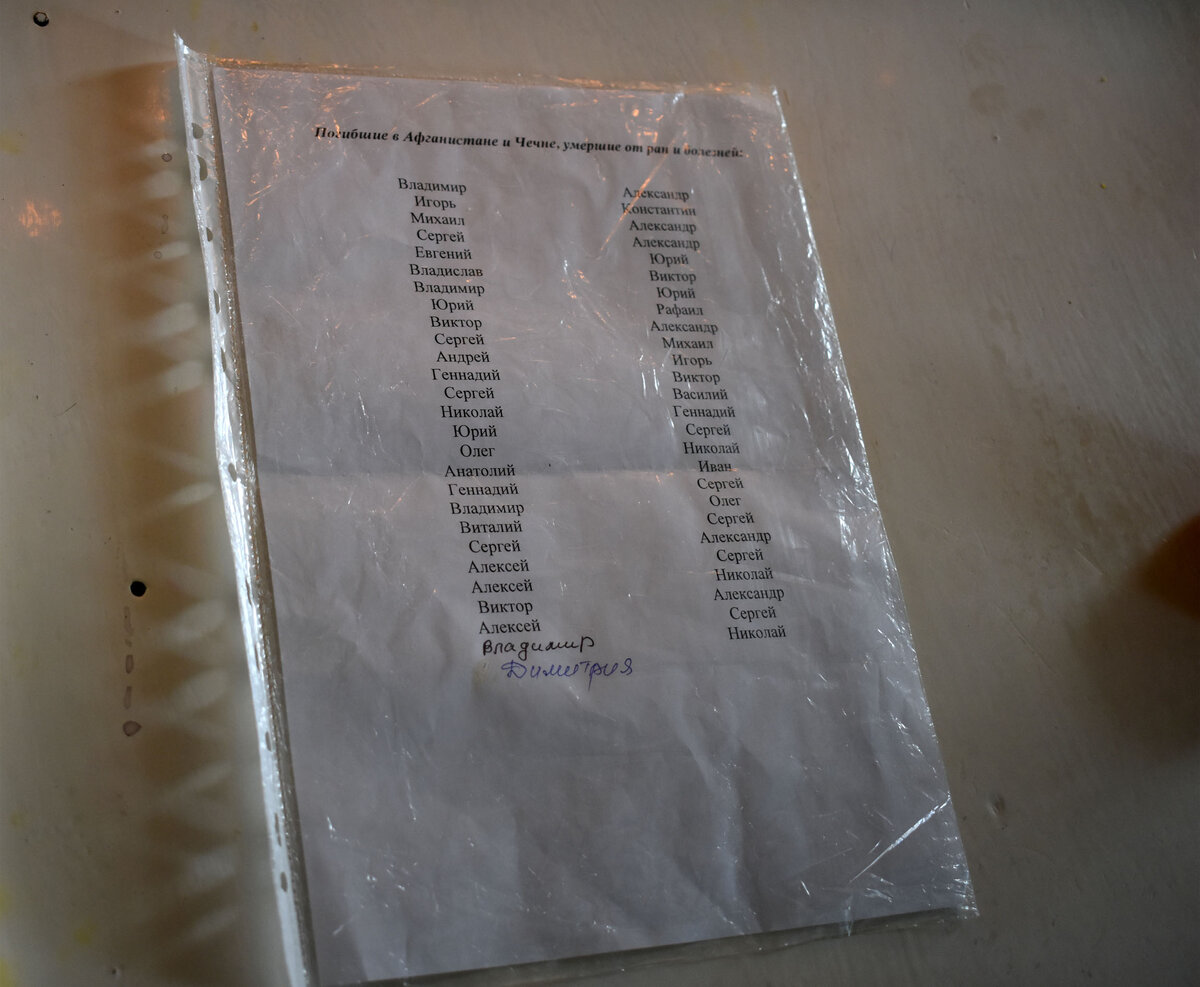 Погибшие в Афганистане и Чечне, умершие от ран и болезней:
Владимир
Игорь
Михаил
Сергей
Евгений
Владислав
Владимир
Юрий
Виктор
Сергей
Андрей
Геннадий
Сергей
Николай
Юрий
Олег
Анатолий
Геннадий
Владимир
Виталий
Сергей
Алексей
Алексей
Виктор
Алексей
Владимир
Димитрия
Александр
Константин
Александр
Александр
Юрий
Виктор
Юрий
Рафаил
Александр
Михаил
Игорь
Виктор
Василий
Геннадий
Сергей
Николай
Иван
Сергей
Олег
Сергей
Александр
Сергей
Николай
Александр
Сергей
Николай